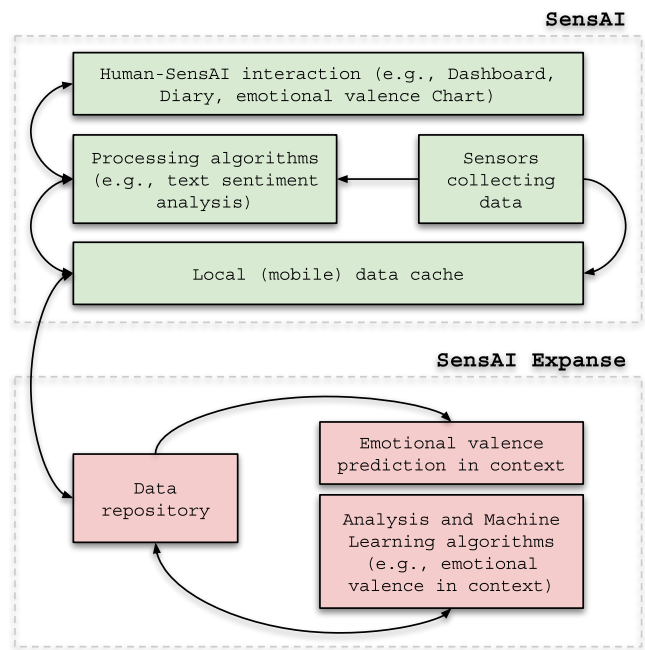 SensAI
Human-SensAI interaction (e.g., Dashboard,
Diary, emotional valence Chart)
Processing algorithms
(e.g., text sentiment
analysis)
Sensors
collecting
data
Local (mobile) data cache
SensAI Expanse
Emotional valence
prediction in context
Data
repository
Analysis and Machine
Learning algorithms
(e.g., emotional
valence in context)